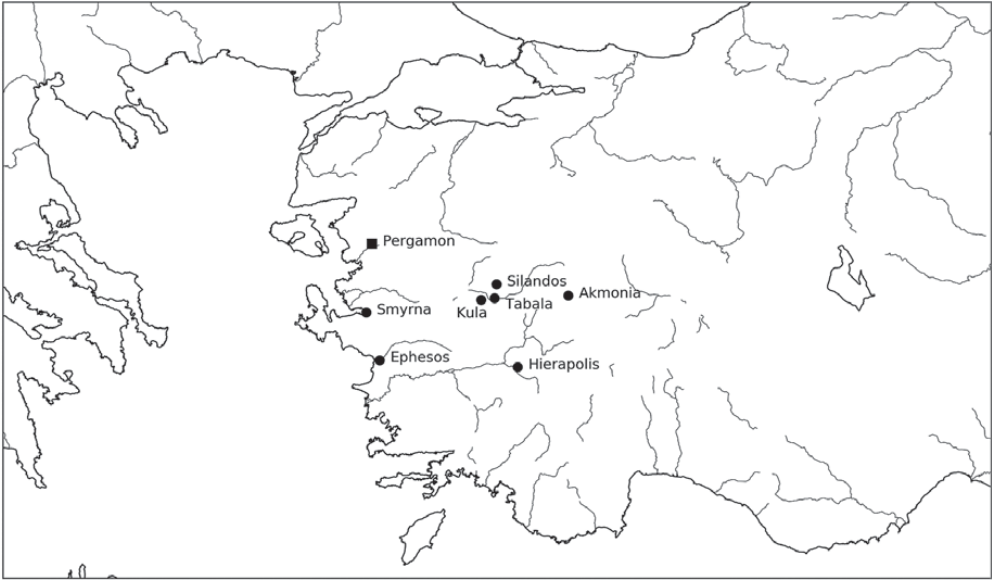 Pergamon
Silandos
Akmonia
Tabala
Kula
Smyrna
Ephesos
Hierapolis